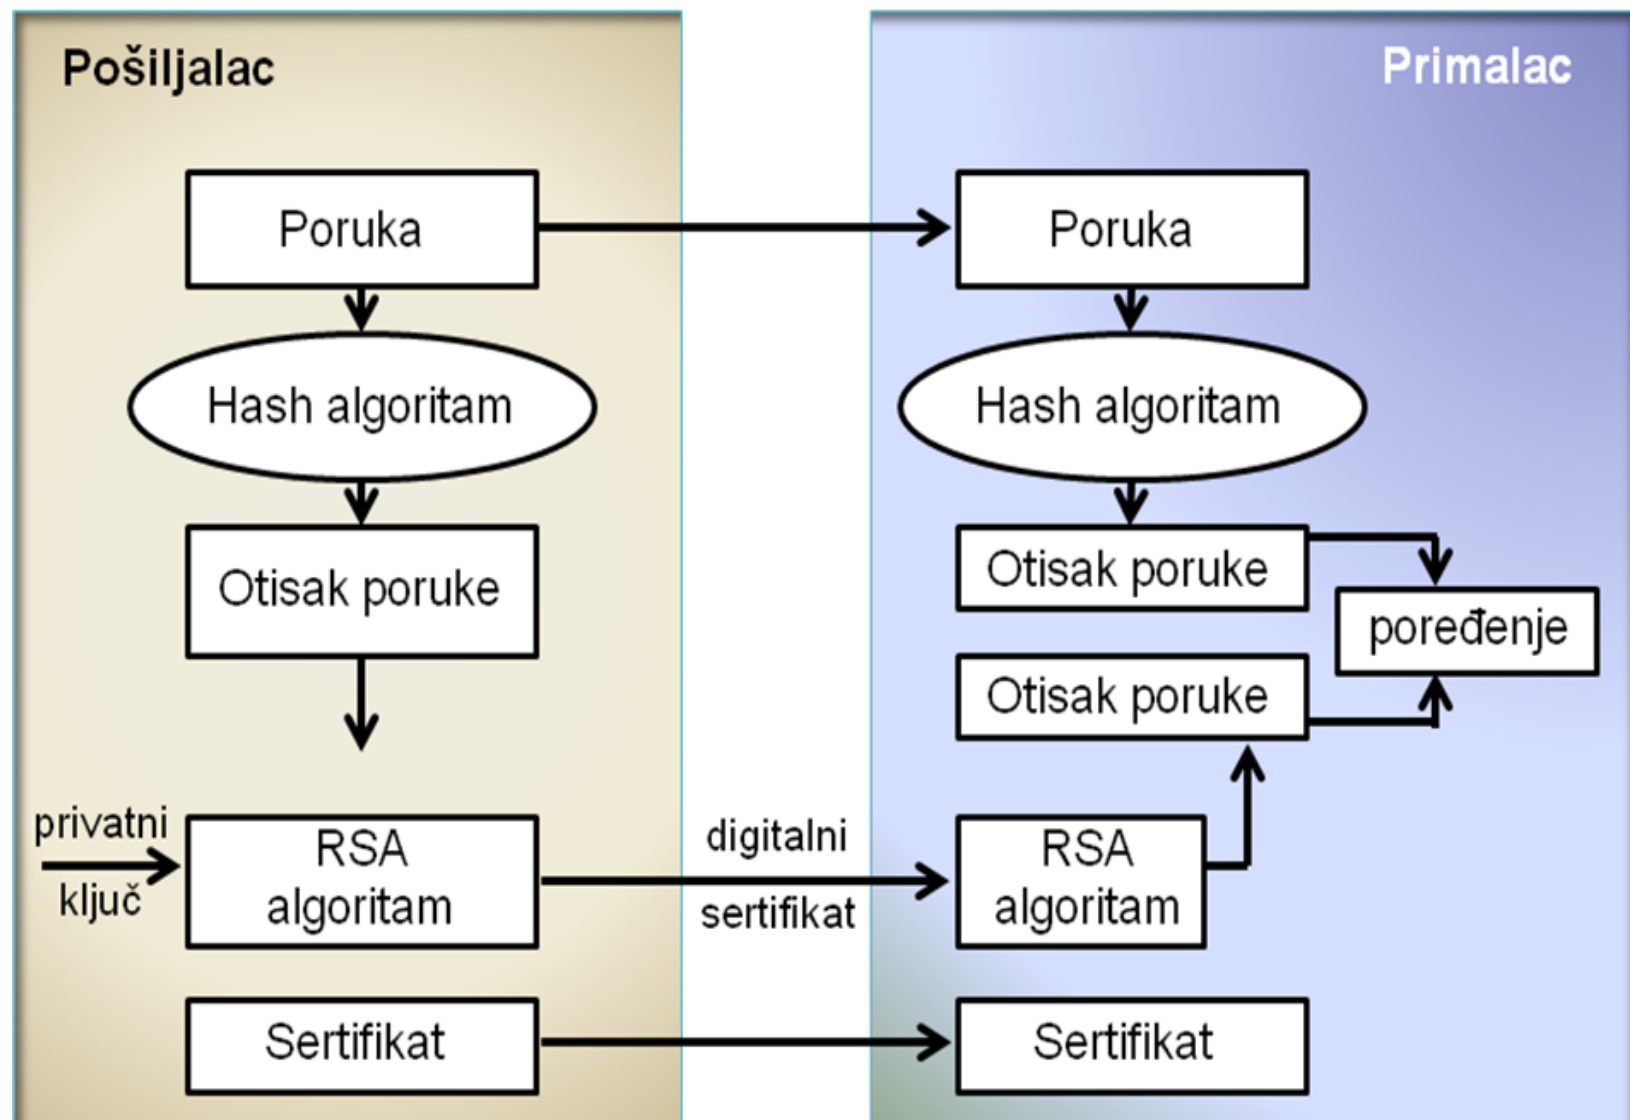 Pošiljalac
Poruka
Hash algoritam
Otisak poruke
privatni
ključ
RSA
algoritam
Sertifikat
digitalni
sertifikat
Primalac
Poruka
Hash algoritam
Otisak poruke
poređenje
Otisak poruke
RSA
algoritam
Sertifikat